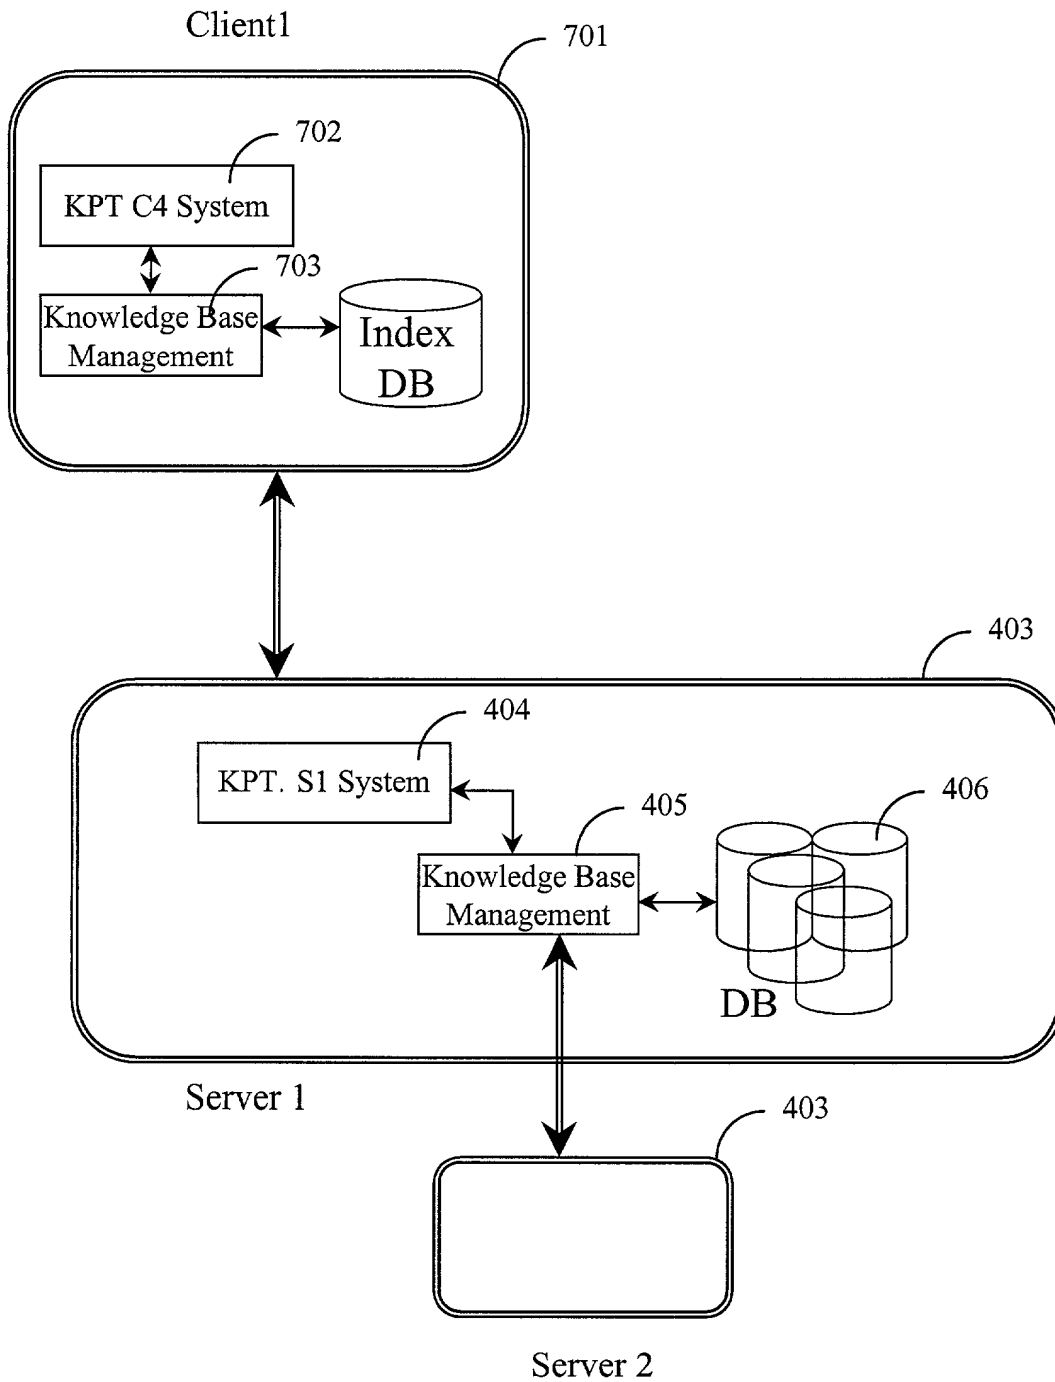 Client1
701
702
KPT C4 System
703
Knowledge Base
Management
Index
DB
403
404
KPT. S1 System
405
406
Knowledge Base
Management
DB
Server 1
403
Server 2